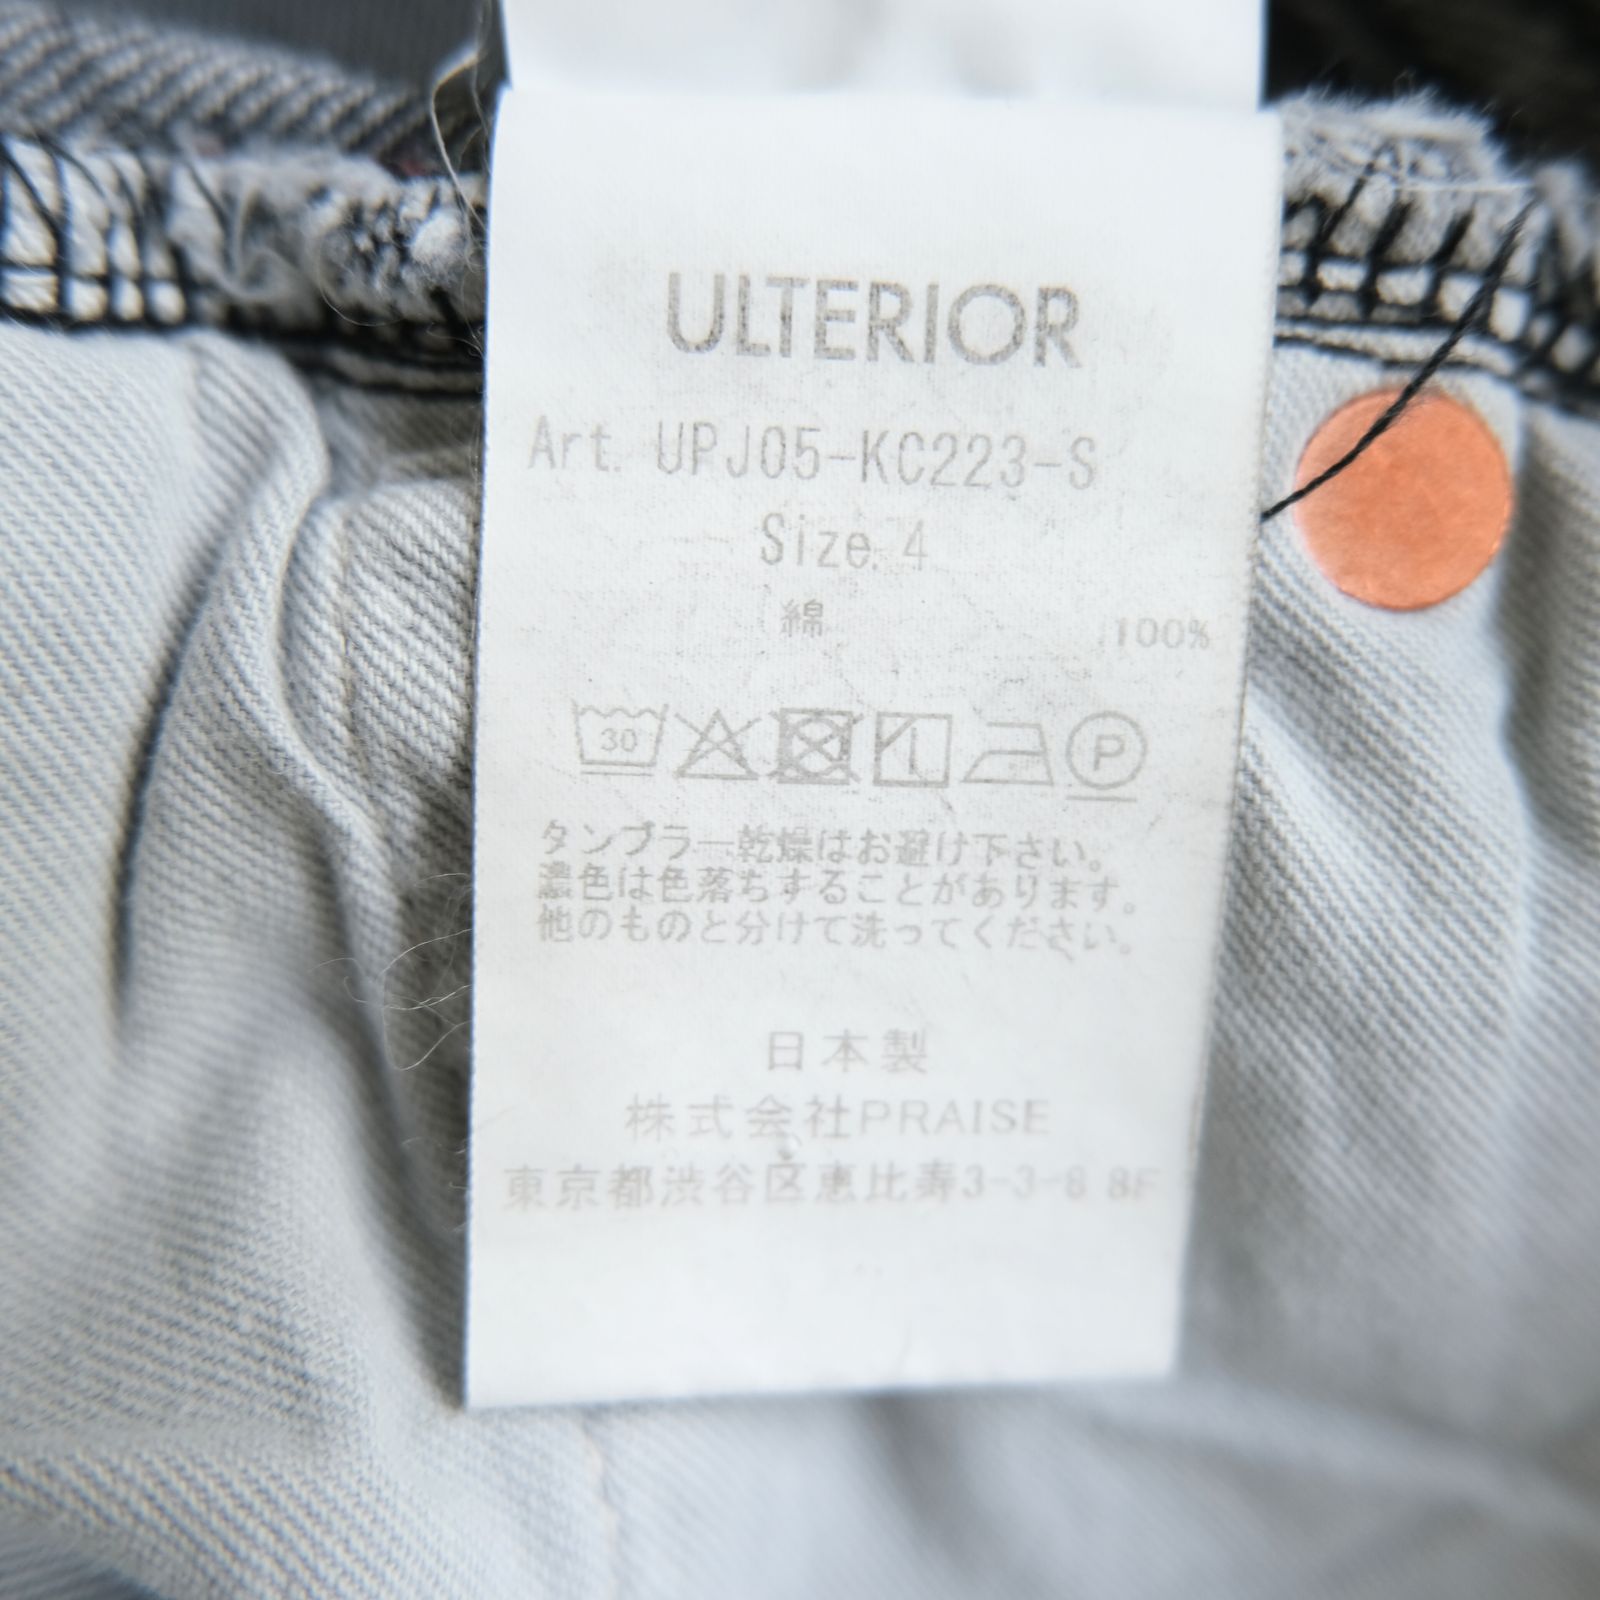 ULTERIOR
Art. UPJ05-KC223-S
Size. 4
綿 100%
30 P
タンブラー乾燥はお避け下さい。
濃色は色落ちすることがあります。
他のものと分けて洗ってください。
日本製
株式会社PRAISE
東京都渋谷区恵比寿3-3-8 8F